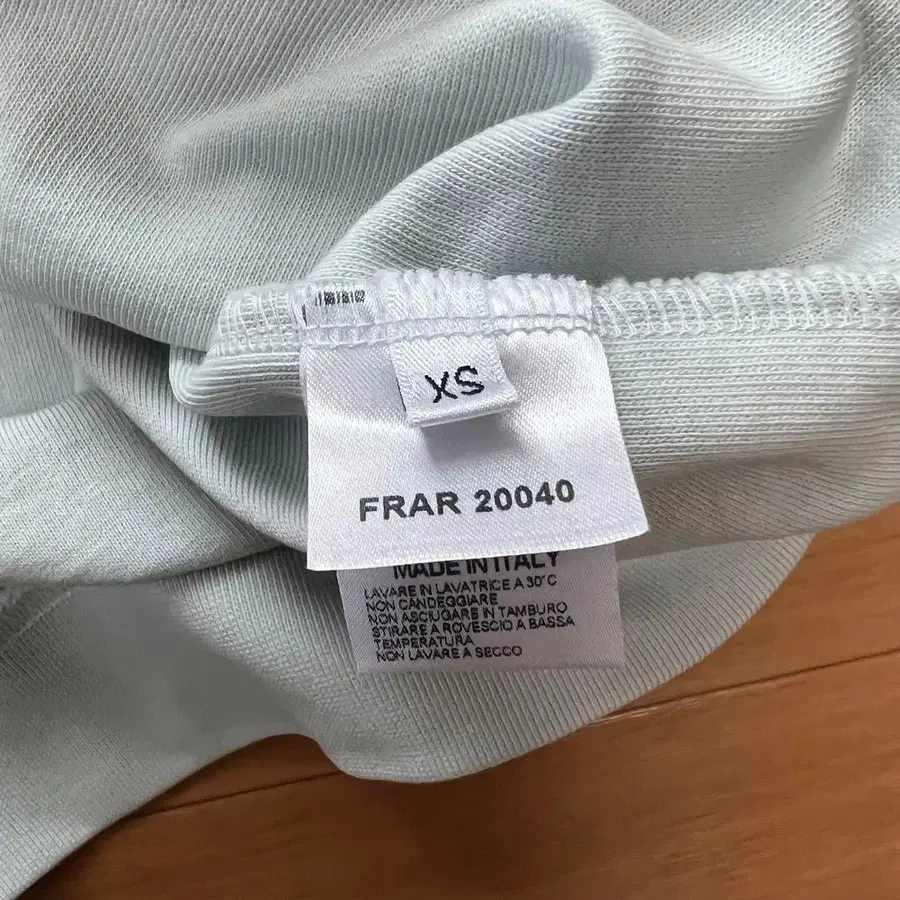 XS
FRAR 20040
MADE IN ITALY
LAVARE IN LAVATRICE A 30°C
NON CANDEGGIARE
NON ASCIUGARE IN TAMBURO
STIRARE A ROVESCIO A BASSA
TEMPERATURA
NON LAVARE A SECCO